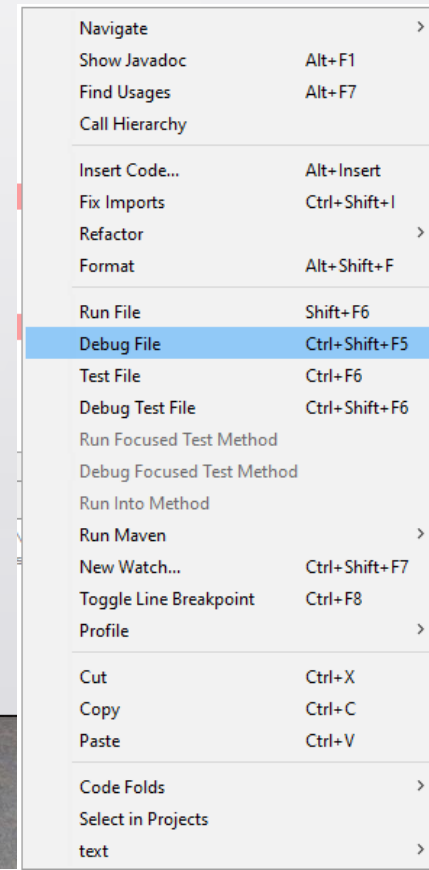 Navigate >
Show Javadoc Alt+F1
Find Usages Alt+F7
Call Hierarchy
Insert Code... Alt+Insert
Fix Imports Ctrl+Shift+I
Refactor >
Format Alt+Shift+F
Run File Shift+F6
Debug File Ctrl+Shift+F5
Test File Ctrl+F6
Debug Test File Ctrl+Shift+F6
Run Focused Test Method
Debug Focused Test Method
Run Into Method
Run Maven >
New Watch... Ctrl+Shift+F7
Toggle Line Breakpoint Ctrl+F8
Profile >
Cut Ctrl+X
Copy Ctrl+C
Paste Ctrl+V
Code Folds >
Select in Projects
text >